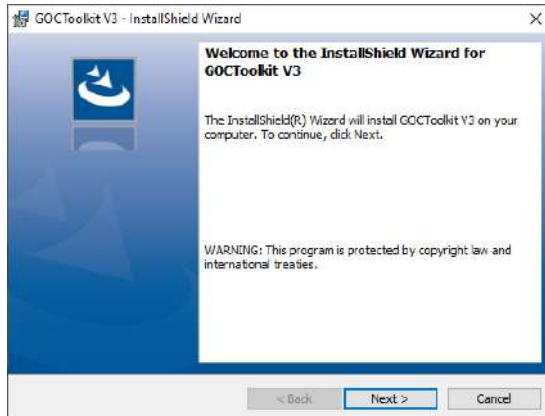 GOCToolkit V3 - InstallShield Wizard
Welcome to the InstallShield Wizard for
GOCToolkit V3
The InstallShield(R) Wizard will install GOCToolkit V3 on your
computer. To continue, click Next.
WARNING: This program is protected by copyright law and
international treaties.
< Back
Next >
Cancel